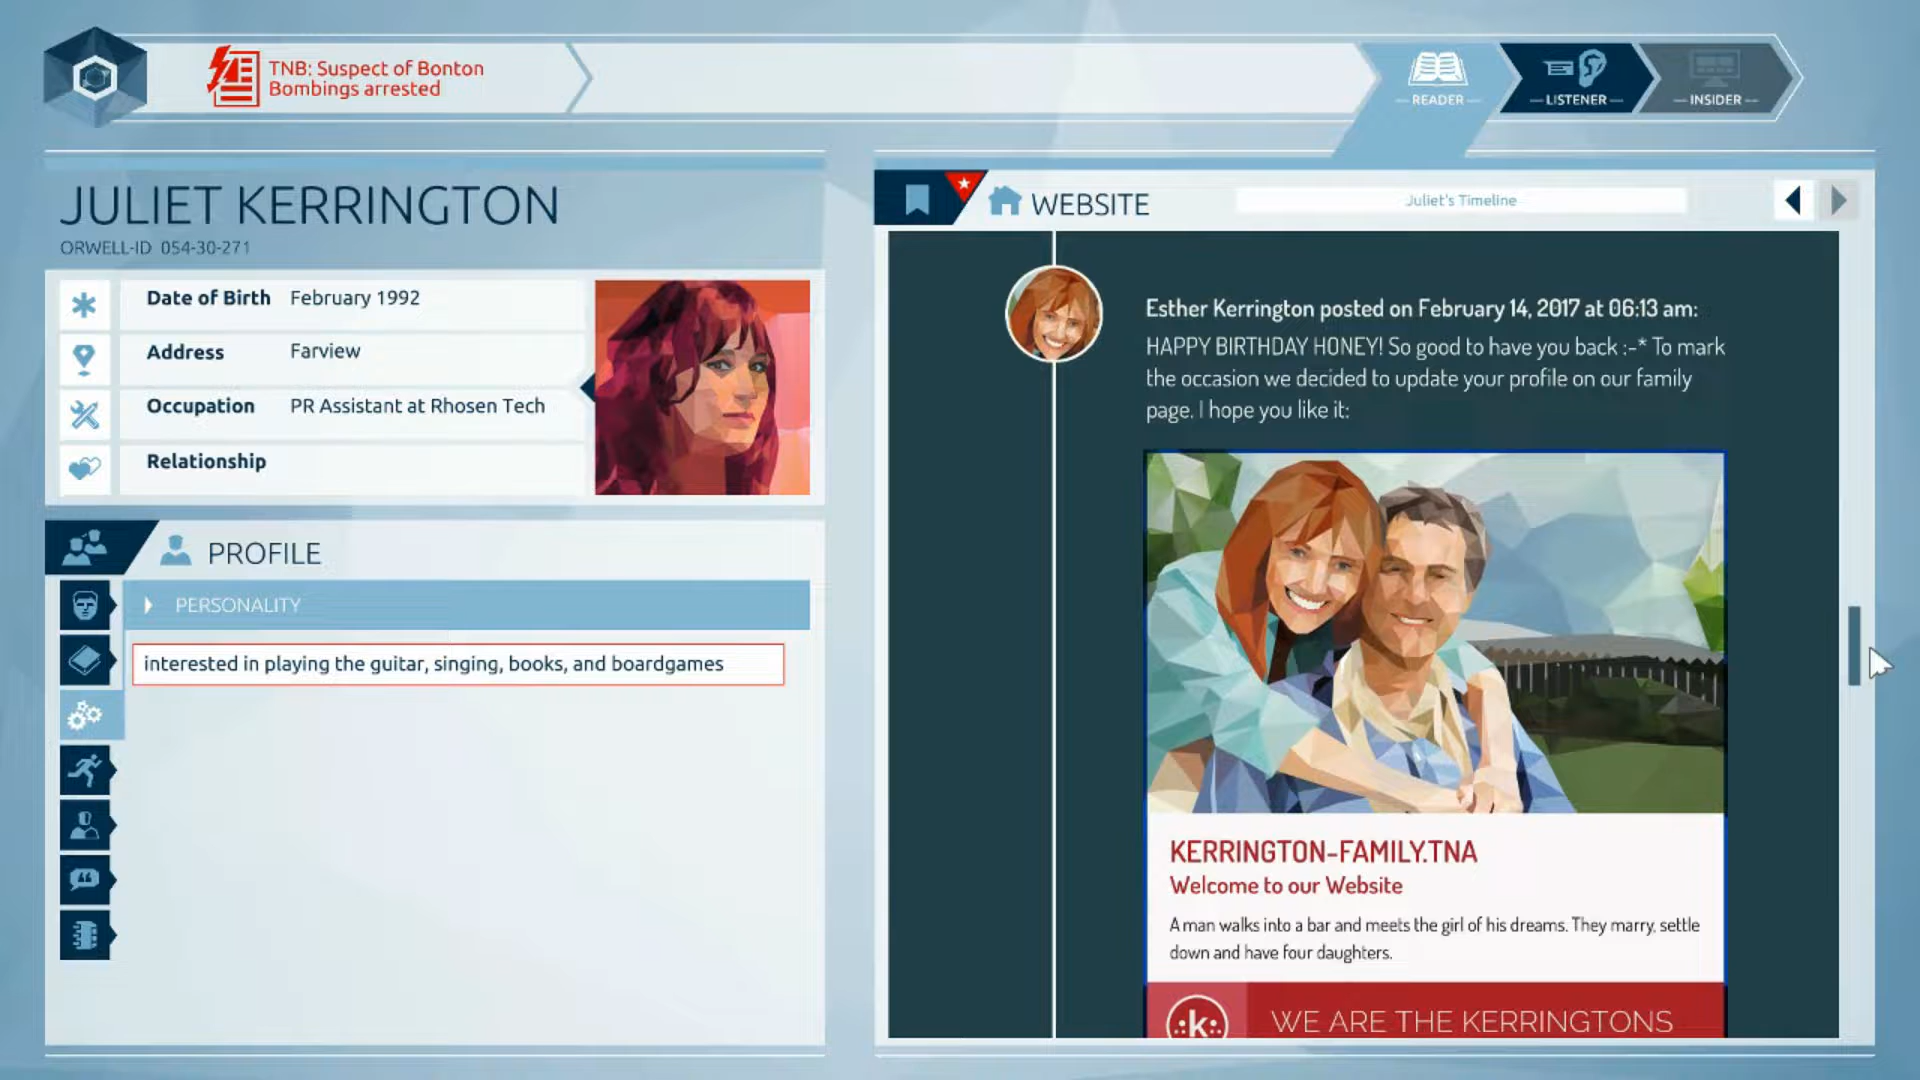 TNB: Suspect of Bonton
Bombings arrested
READER
LISTENER
INSIDER
JULIET KERRINGTON
ORWELL-ID 054-30-271
Date of Birth February 1992
Address Farview
Occupation PR Assistant at Rhosen Tech
Relationship
PROFILE
PERSONALITY
interested in playing the guitar, singing, books, and boardgames
WEBSITE
Juliet's Timeline
Esther Kerrington posted on February 14, 2017 at 06:13 am:
HAPPY BIRTHDAY HONEY! So good to have you back :-* To mark
the occasion we decided to update your profile on our family
page. I hope you like it:
KERRINGTON-FAMILY.TNA
Welcome to our Website
A man walks into a bar and meets the girl of his dreams. They marry, settle
down and have four daughters.
.:k:.
WE ARE THE KERRINGTONS